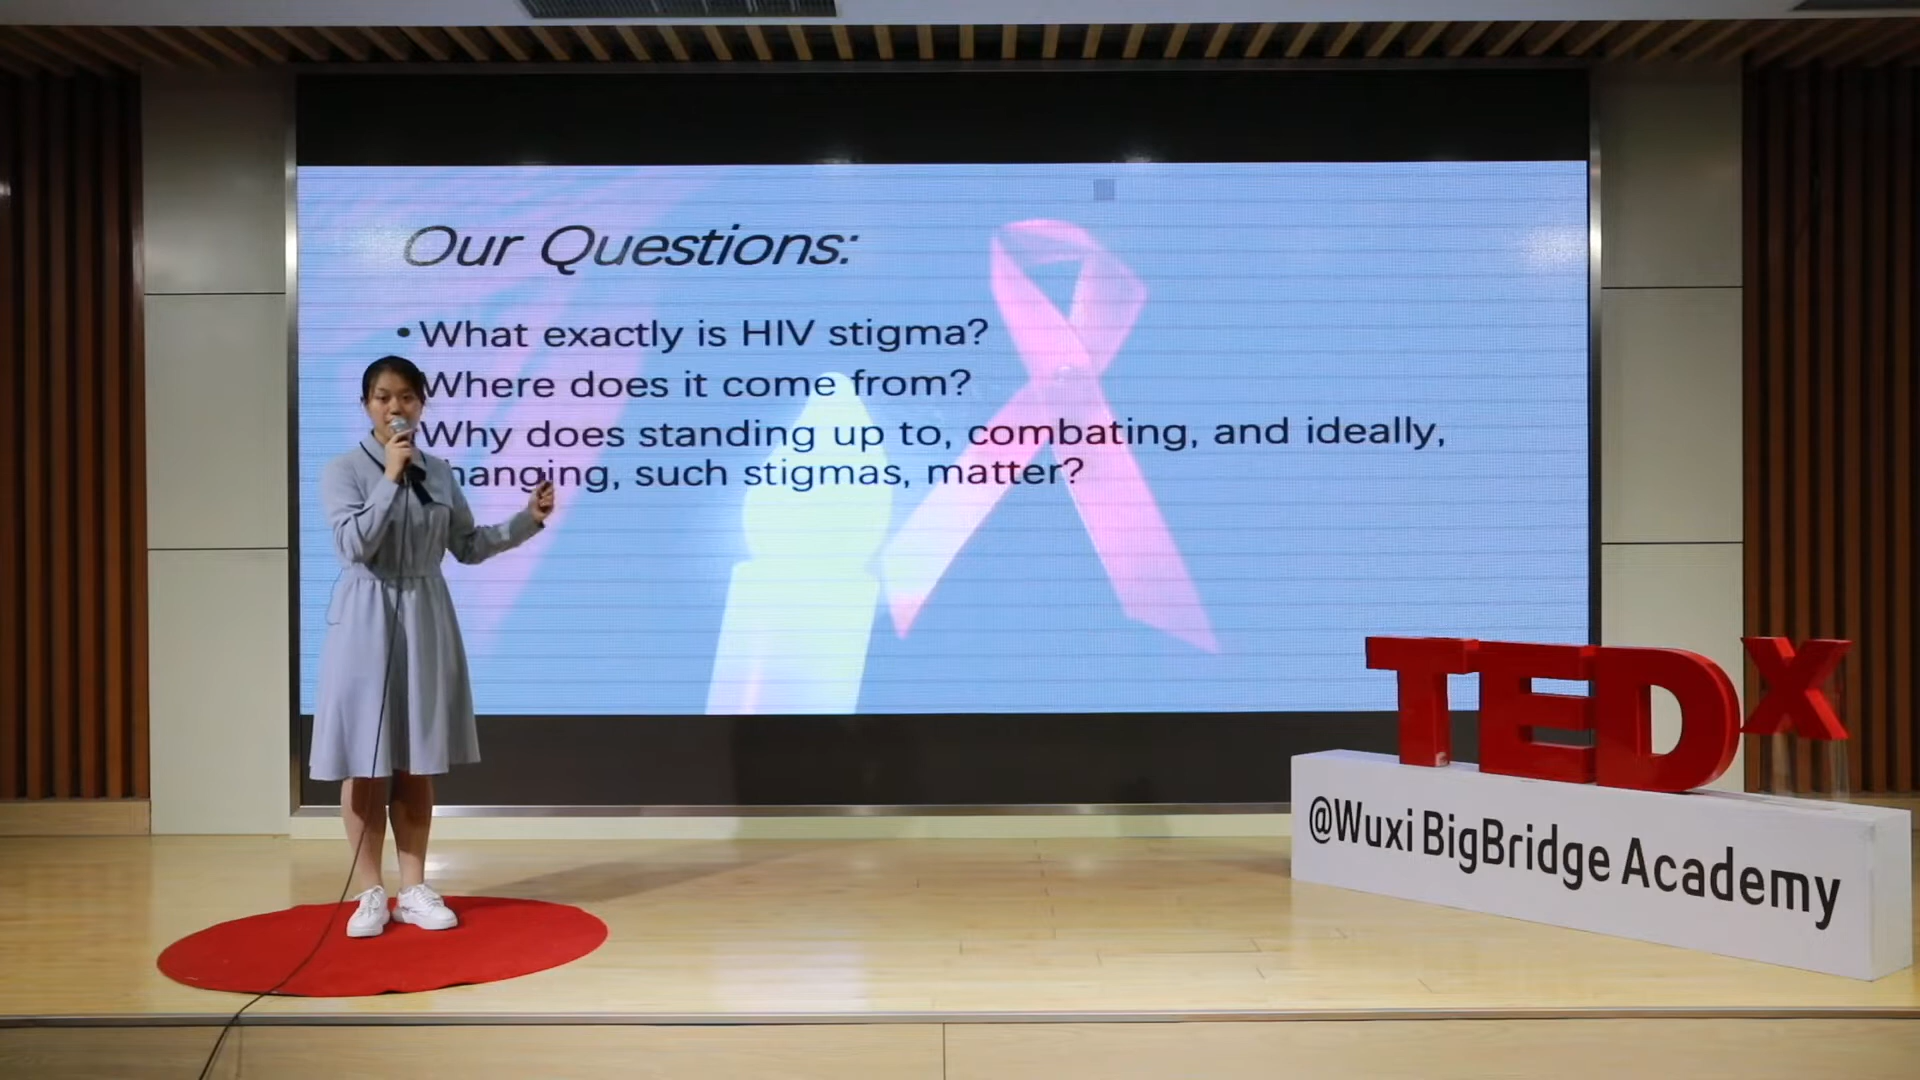 Our Questions:
• What exactly is HIV stigma?
Where does it come from?
Why does standing up to, combating, and ideally,
hanging, such stigmas, matter?
TEDx
@Wuxi BigBridge Academy